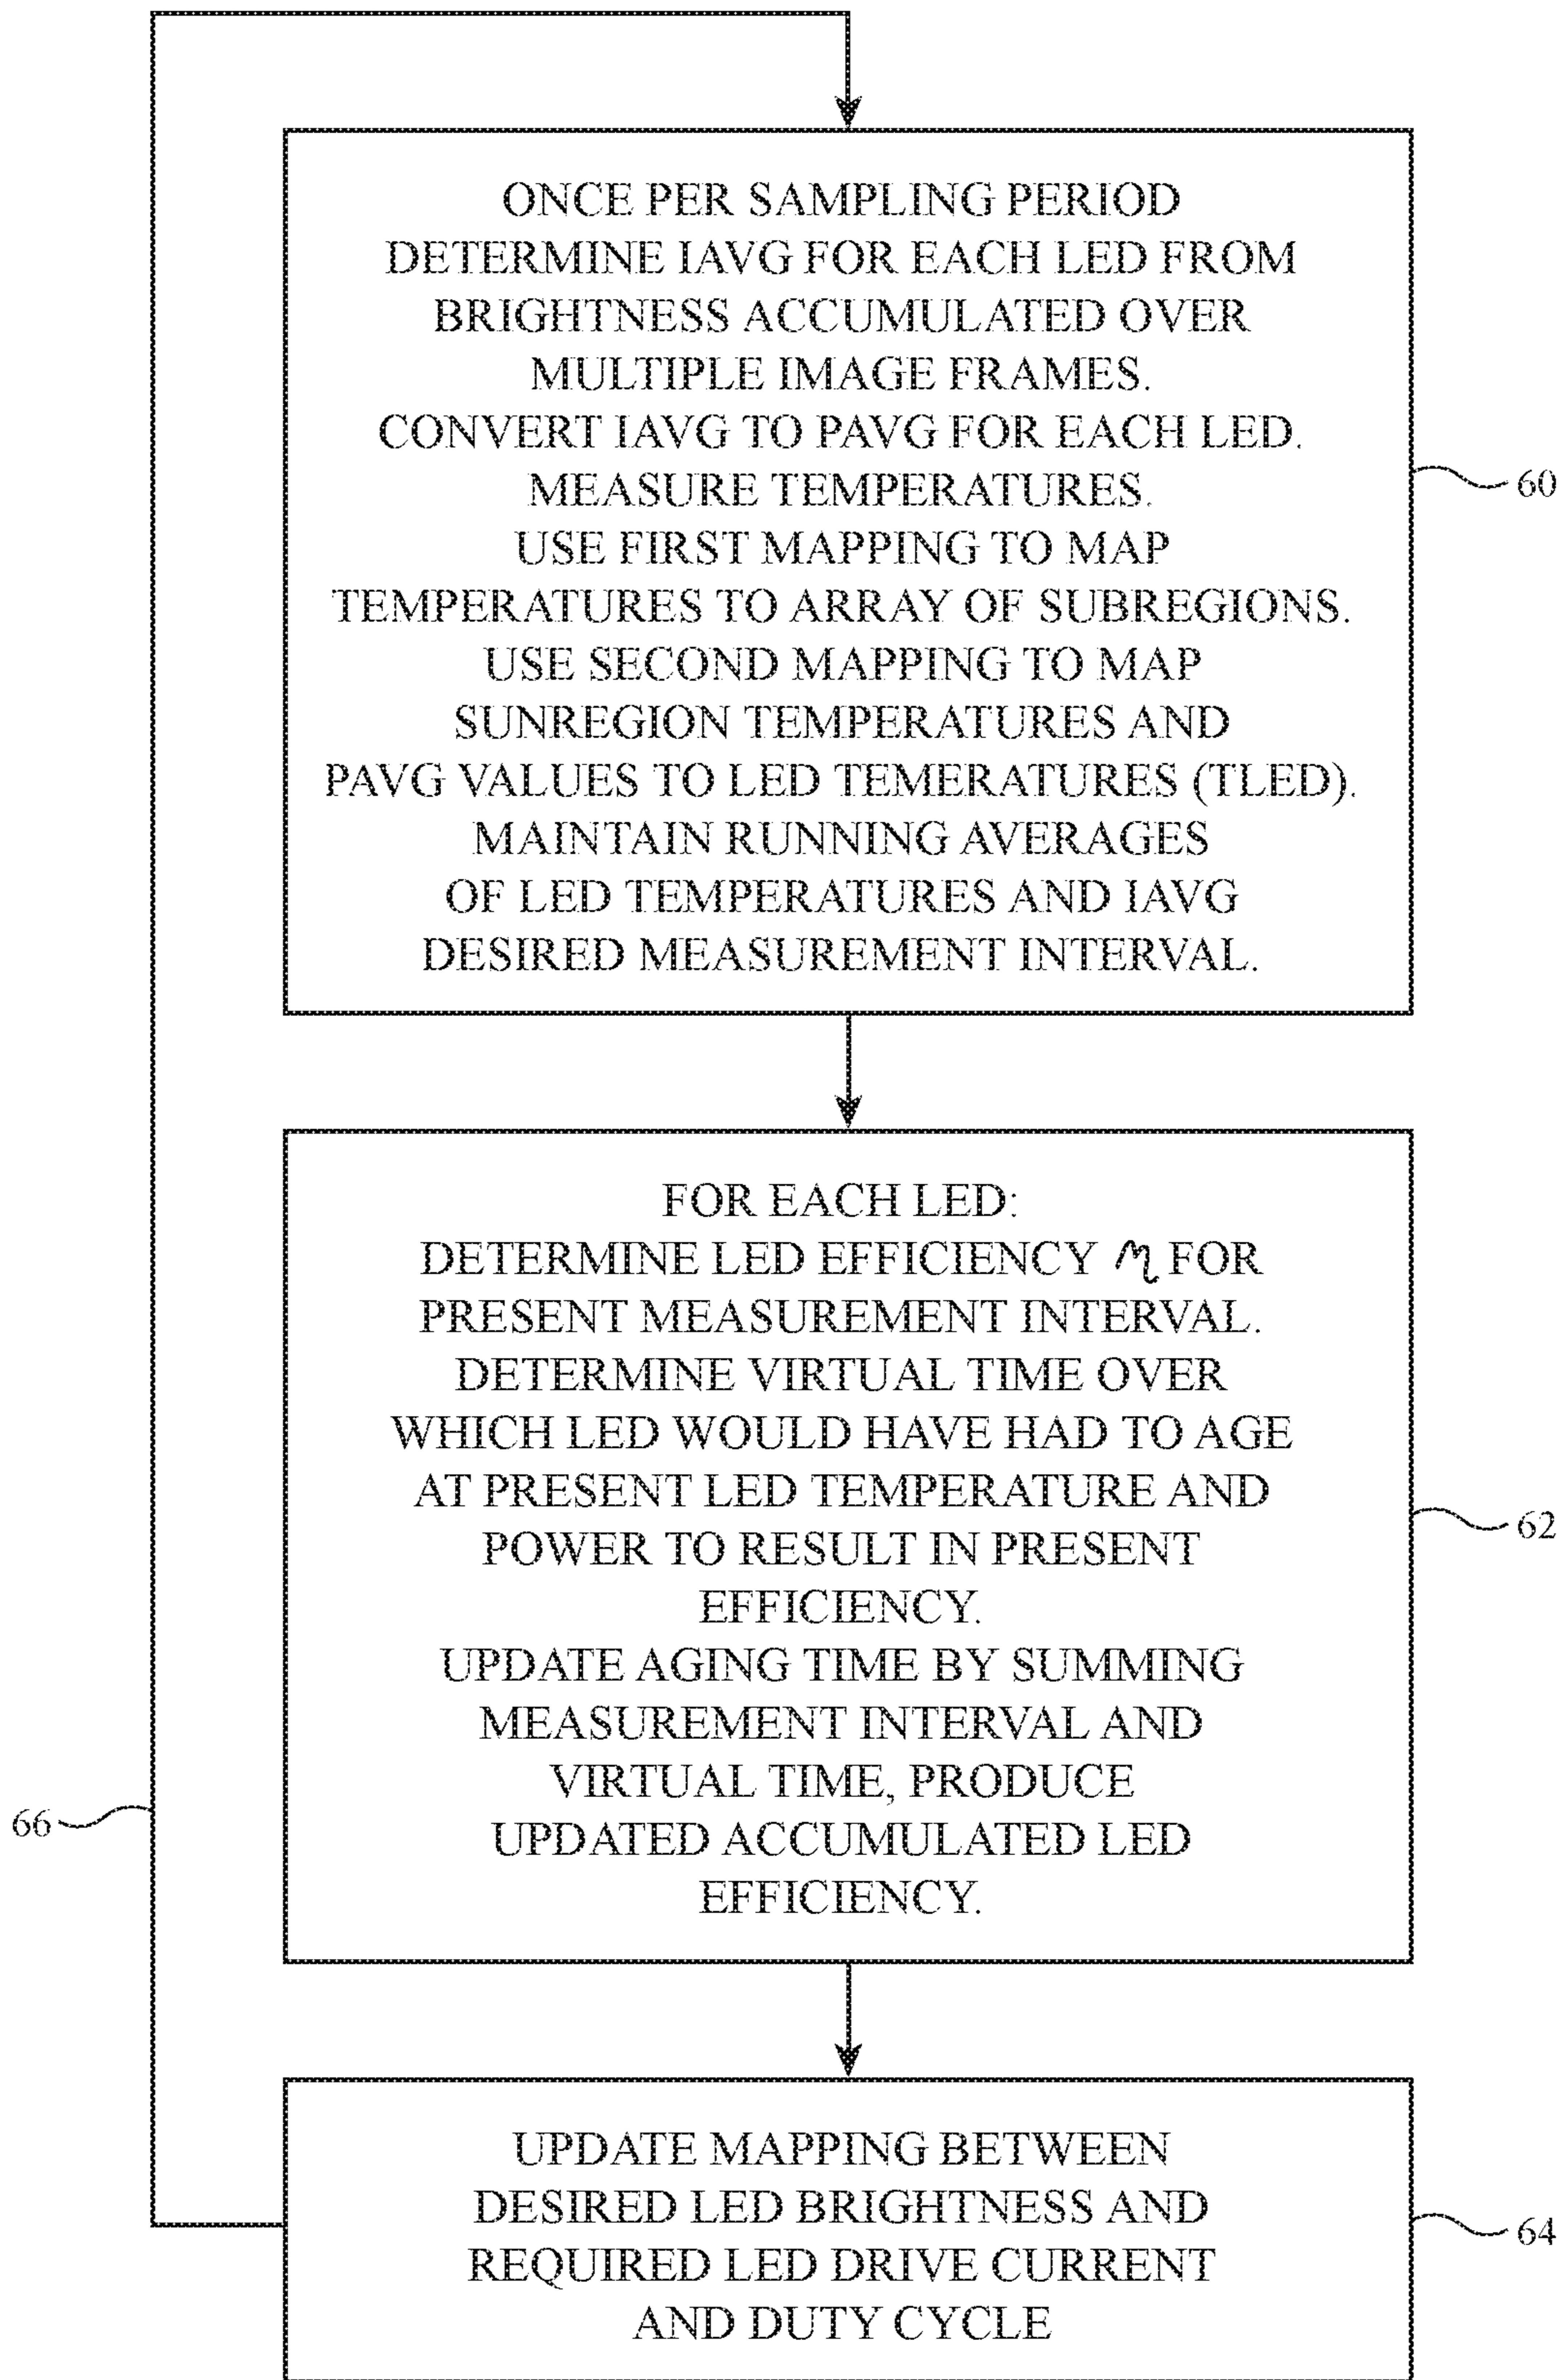 ONCE PER SAMPLING PERIOD
DETERMINE IAVG FOR EACH LED FROM
BRIGHTNESS ACCUMULATED OVER
MULTIPLE IMAGE FRAMES.
CONVERT IAVG TO PAVG FOR EACH LED.
MEASURE TEMPERATURES.
USE FIRST MAPPING TO MAP
TEMPERATURES TO ARRAY OF SUBREGIONS.
USE SECOND MAPPING TO MAP
SUNREGION TEMPERATURES AND
PAVG VALUES TO LED TEMERATURES (TLED).
MAINTAIN RUNNING AVERAGES
OF LED TEMPERATURES AND IAVG
DESIRED MEASUREMENT INTERVAL.
60
FOR EACH LED:
DETERMINE LED EFFICIENCY η FOR
PRESENT MEASUREMENT INTERVAL.
DETERMINE VIRTUAL TIME OVER
WHICH LED WOULD HAVE HAD TO AGE
AT PRESENT LED TEMPERATURE AND
POWER TO RESULT IN PRESENT
EFFICIENCY.
UPDATE AGING TIME BY SUMMING
MEASUREMENT INTERVAL AND
VIRTUAL TIME, PRODUCE
UPDATED ACCUMULATED LED
EFFICIENCY.
62
66
UPDATE MAPPING BETWEEN
DESIRED LED BRIGHTNESS AND
REQUIRED LED DRIVE CURRENT
AND DUTY CYCLE
64